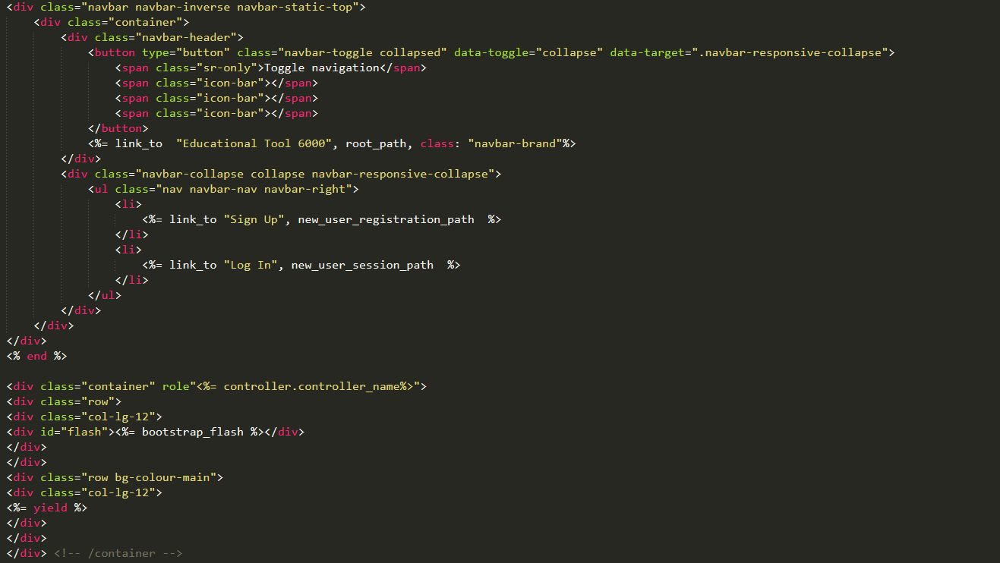 <div class="navbar navbar-inverse navbar-static-top">
    <div class="container">
        <div class="navbar-header">
            <button type="button" class="navbar-toggle collapsed" data-toggle="collapse" data-target=".navbar-responsive-collapse">
                <span class="sr-only">Toggle navigation</span>
                <span class="icon-bar"></span>
                <span class="icon-bar"></span>
                <span class="icon-bar"></span>
            </button>
            <%= link_to  "Educational Tool 6000", root_path, class: "navbar-brand"%>
        </div>
        <div class="navbar-collapse collapse navbar-responsive-collapse">
            <ul class="nav navbar-nav navbar-right">
                <li>
                    <%= link_to "Sign Up", new_user_registration_path  %>
                </li>
                <li>
                    <%= link_to "Log In", new_user_session_path  %>
                </li>
            </ul>
        </div>
    </div>
</div>
<% end %>

<div class="container" role"<%= controller.controller_name%>">
<div class="row">
<div class="col-lg-12">
<div id="flash"><%= bootstrap_flash %></div>
</div>
</div>
<div class="row bg-colour-main">
<div class="col-lg-12">
<%= yield %>
</div>
</div>
</div> <!-- /container -->